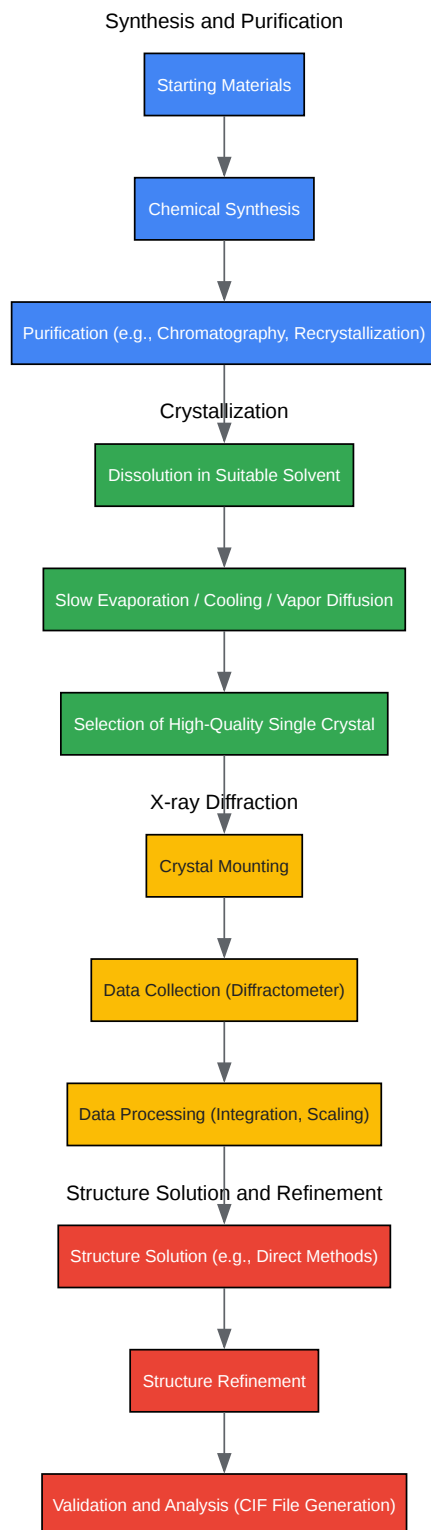 Synthesis and Purification
Starting Materials
Chemical Synthesis
Purification (e.g., Chromatography, Recrystallization)
Crystallization
Dissolution in Suitable Solvent
Slow Evaporation / Cooling / Vapor Diffusion
Selection of High-Quality Single Crystal
X-ray Diffraction
Crystal Mounting
Data Collection (Diffractometer)
Data Processing (Integration, Scaling)
Structure Solution and Refinement
Structure Solution (e.g., Direct Methods)
Structure Refinement
Validation and Analysis (CIF File Generation)